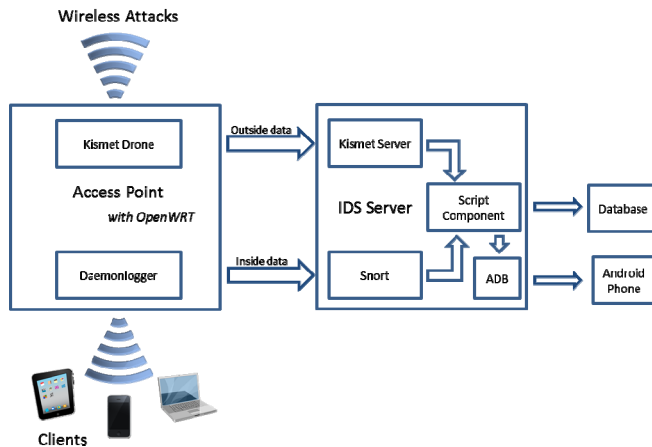 Wireless Attacks
Kismet Drone
Access Point
with OpenWRT
Daemonlogger
Outside data
Inside data
Kismet Server
IDS Server
Script
Component
Snort
ADB
Database
Android
Phone
Clients